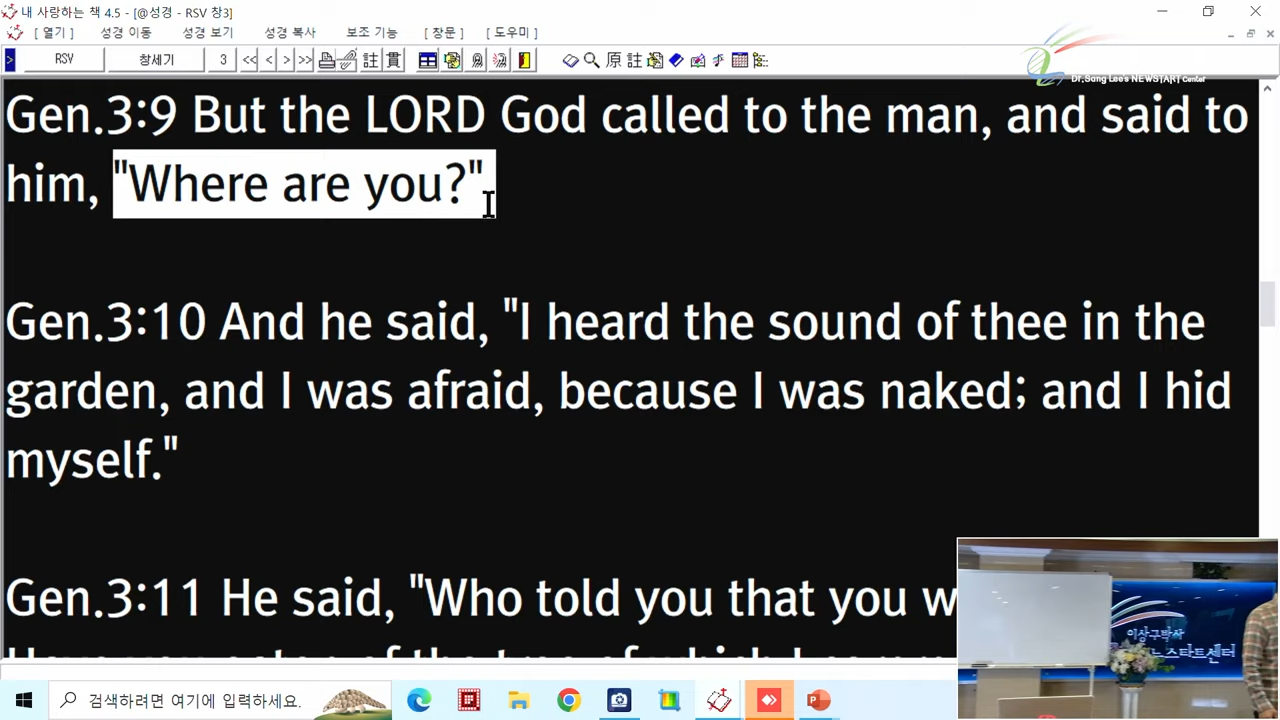 내 사랑하는 책 4.5 - [@성경 - RSV 창3]
[ 열기 ] 성경 이동 성경 보기 성경 복사 보조 기능 [ 창문 ] [ 도우미 ]
> RSV 창세기 3 << < > >> 註 貫 原 註
Dr.Sang Lee's NEWSTART Center
Gen.3:9 But the LORD God called to the man, and said to
him, "Where are you?"
Gen.3:10 And he said, "I heard the sound of thee in the
garden, and I was afraid, because I was naked; and I hid
myself."
Gen.3:11 He said, "Who told you that you w
이상구박사
스타트센터
검색하려면 여기에 입력하세요.